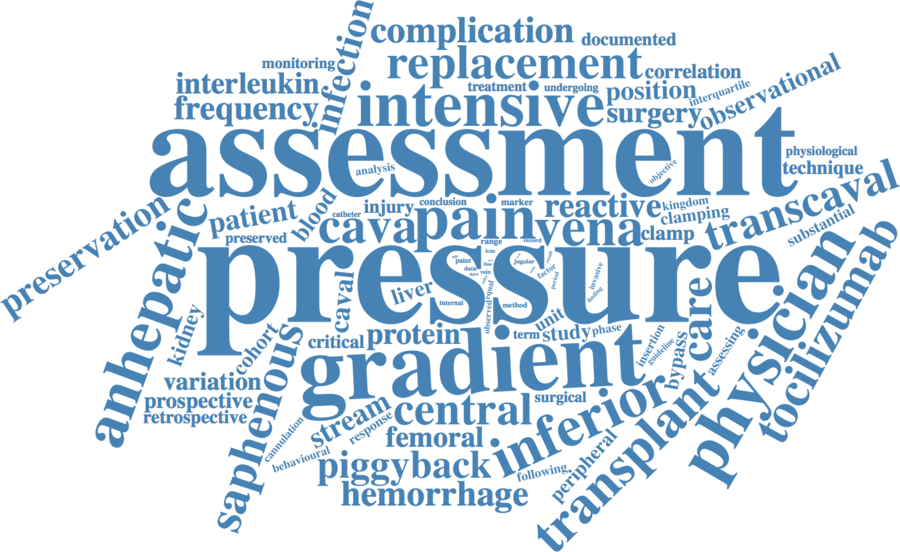 complication
documented
infection
monitoring
replacement
correlation
interleukin
treatment
undergoing
position
interquartile
observational
frequency
intensive
surgery
assessment
physiological
technique
analysis
objective
preservation
anhepatic
patient
blood
injury
conclusion
marker
reactive
kingdom
clamping
transcaval
substantial
catheter
cava
pain
vena
clamp
preserved
range
record
icus
pressure
paint
data
vein
jugular
factor
period
invasive
finding
liver
internal
equal
method
observed
caval
kidney
cohort
critical
protein
term
unit
study
phase
insertion
guideline
bypass
care
assessing
physician
tocilizumab
variation
prospective
retrospective
saphenous
gradient
surgical
stream
central
inferior
transplant
response
cannulation
behavioural
femoral
piggyback
following
peripheral
hemorrhage